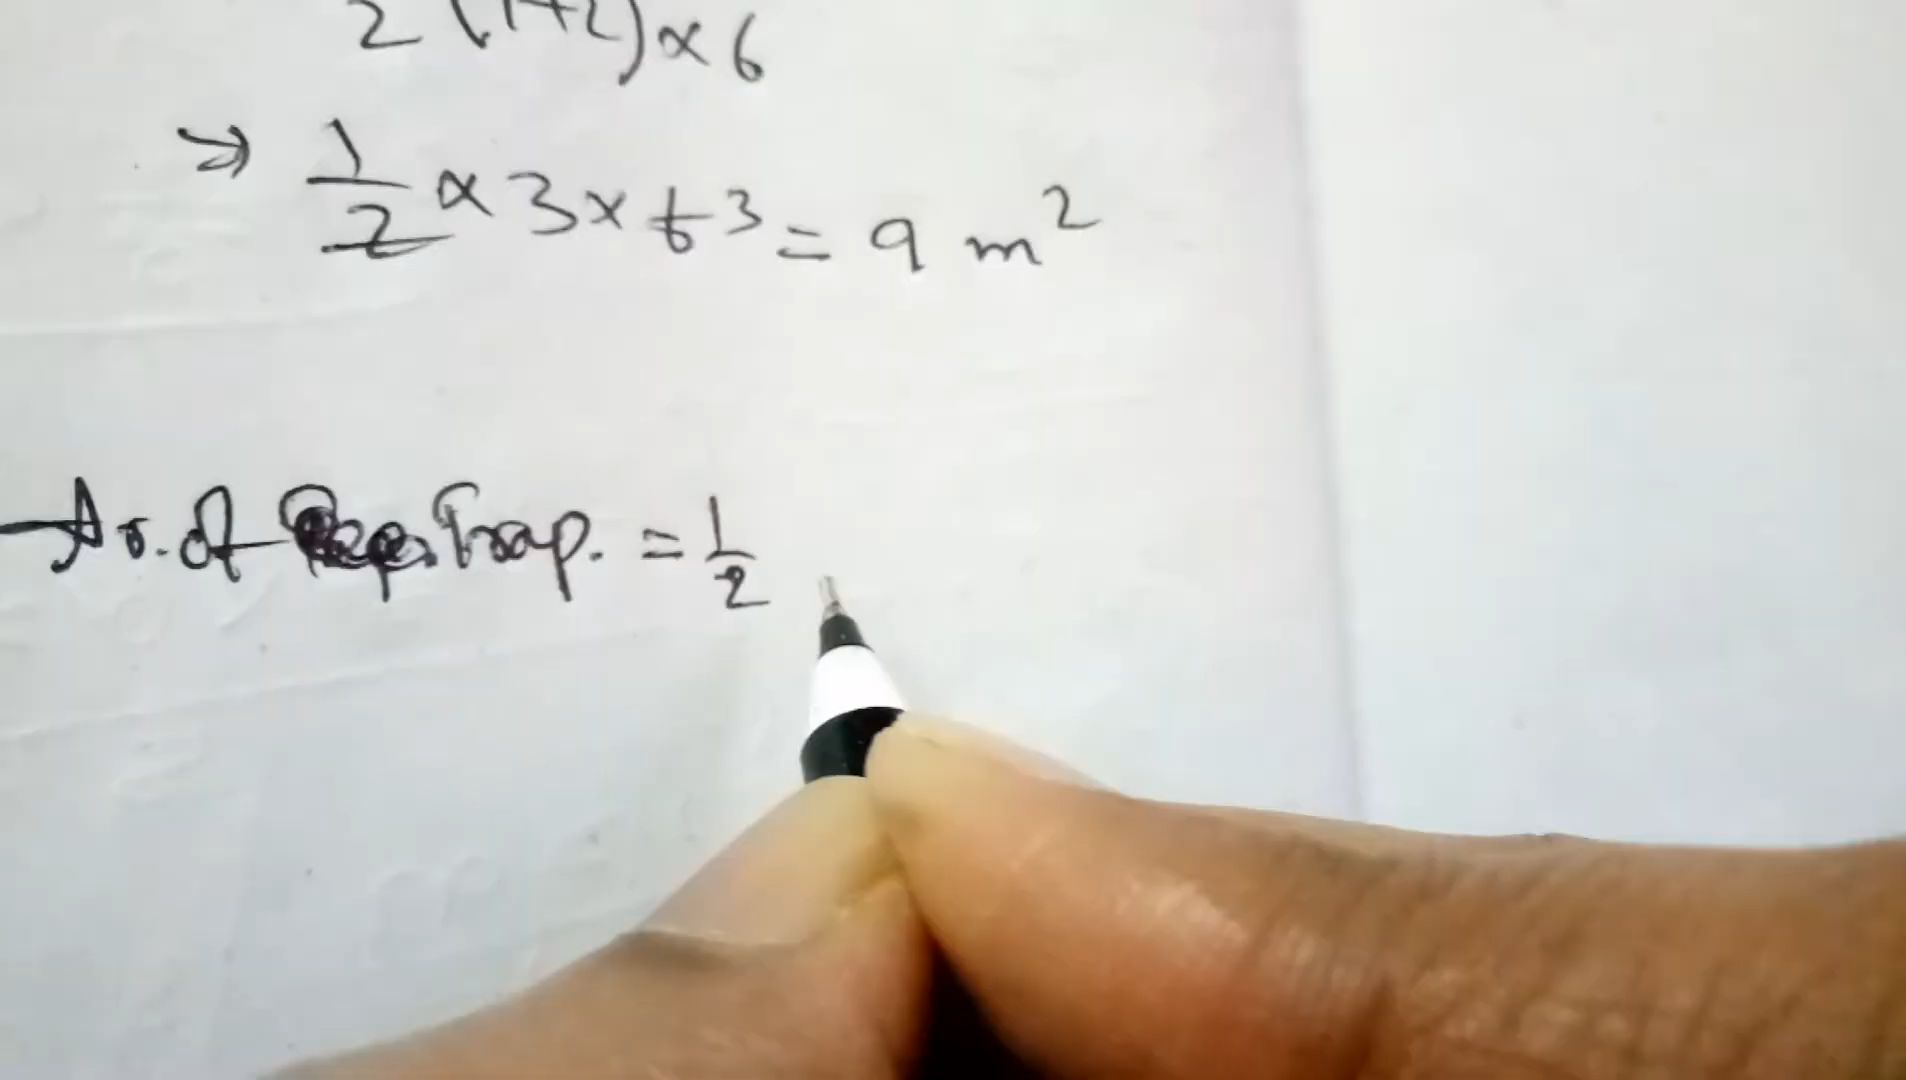 2 (1+2) × 6
⇒ 1/2 × 3 × 6 3 = 9 m²
Ar. of Trap. = 1/2